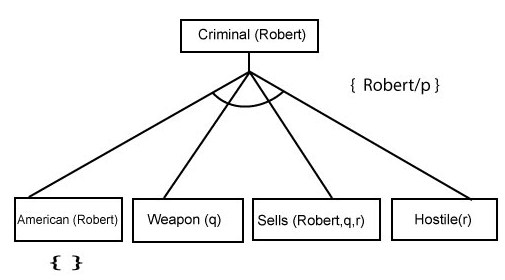 Criminal (Robert)
{ Robert/p }
American (Robert)
Weapon (q)
Sells (Robert,q,r)
Hostile(r)
{ }